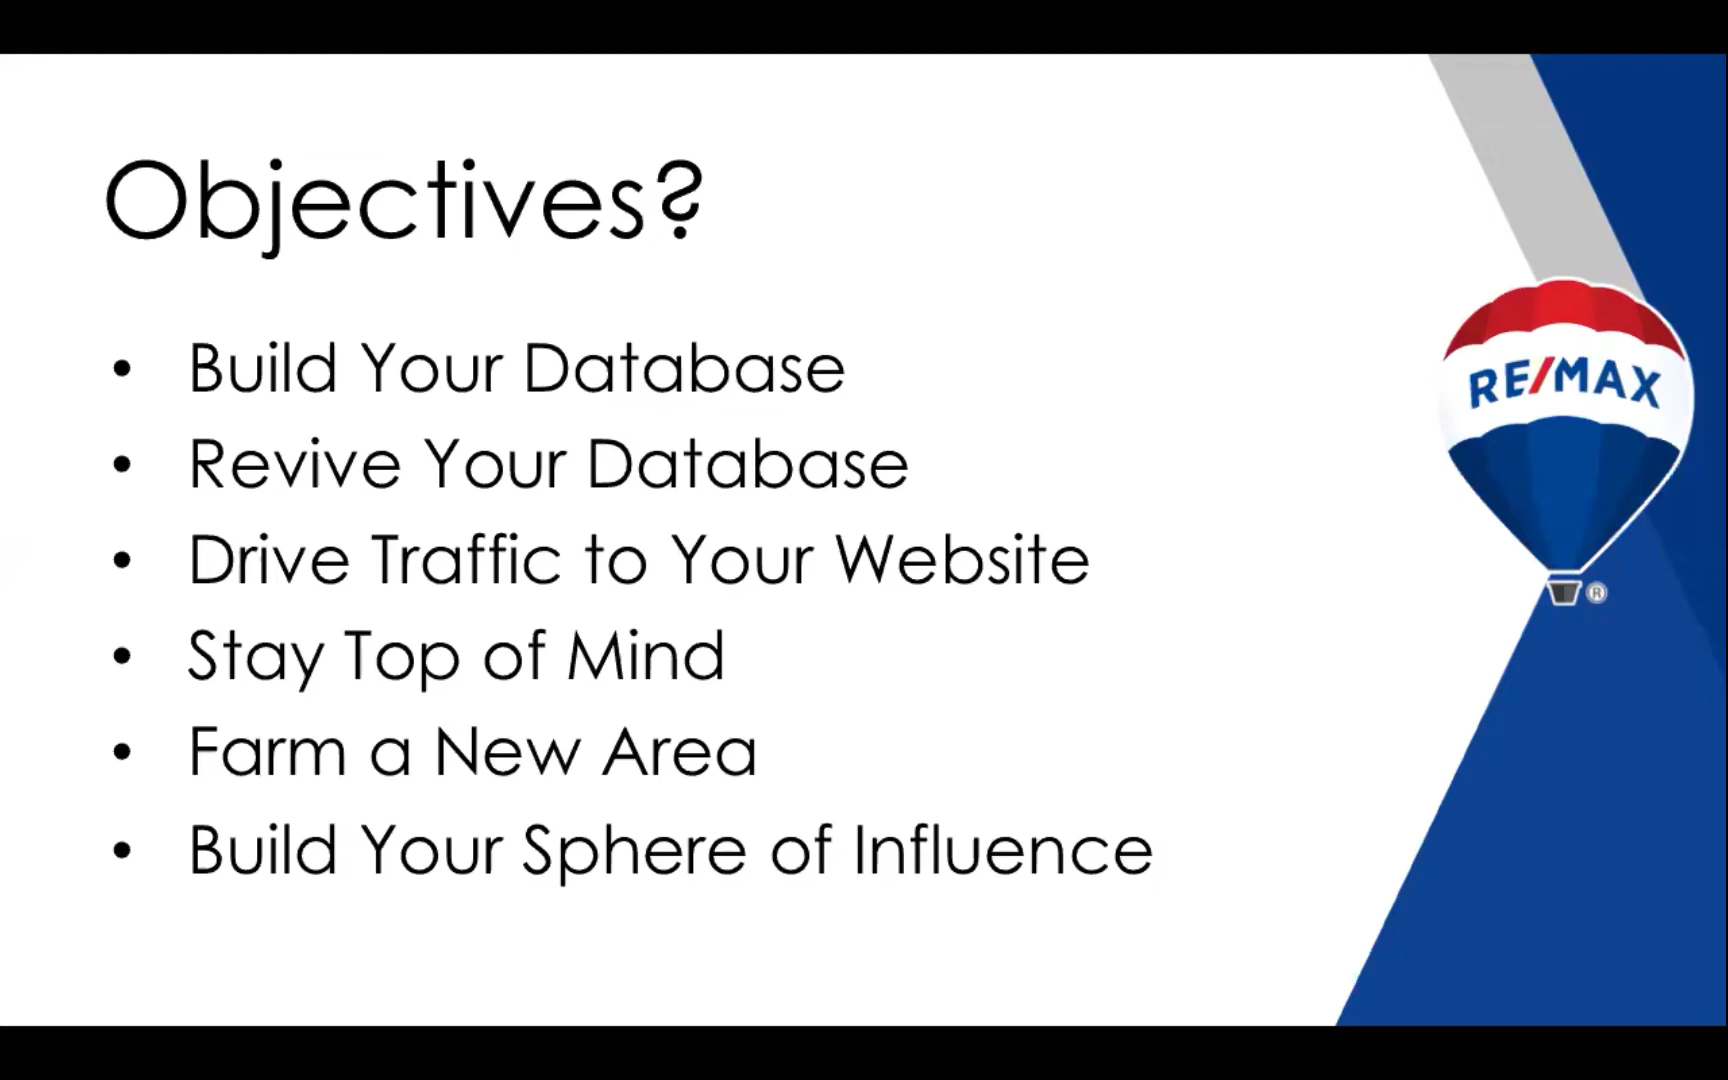 Objectives?
• Build Your Database
• Revive Your Database
• Drive Traffic to Your Website
• Stay Top of Mind
• Farm a New Area
• Build Your Sphere of Influence
RE/MAX
®